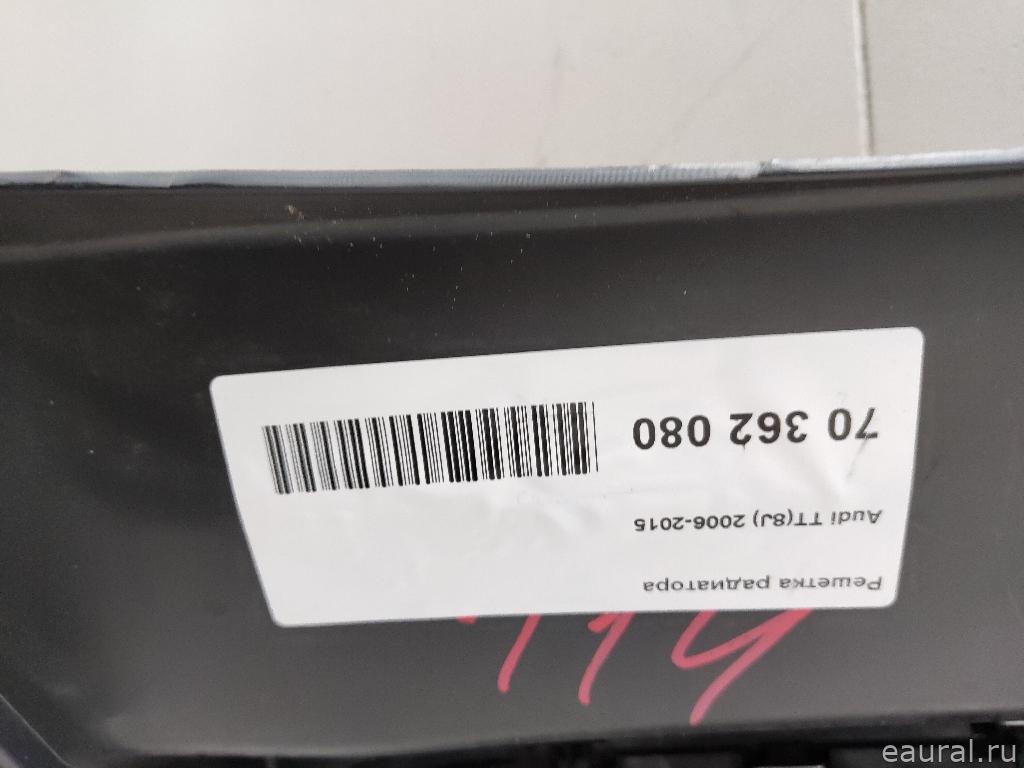 Решетка радиатора
Audi TT(8J) 2006-2015
70 362 080
eaural.ru